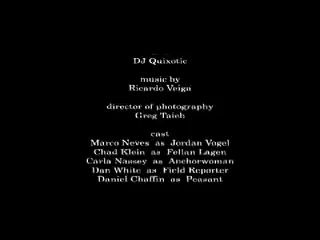 DJ Quixotic
music by
Ricardo Veiga
director of photography
Greg Taieh
cast
Marco Neves as Jordan Vogel
Chad Klein as Fellan Lagen
Carla Nassey as Anchorwoman
Dan White as Field Reporter
Daniel Chaffin as Peasant